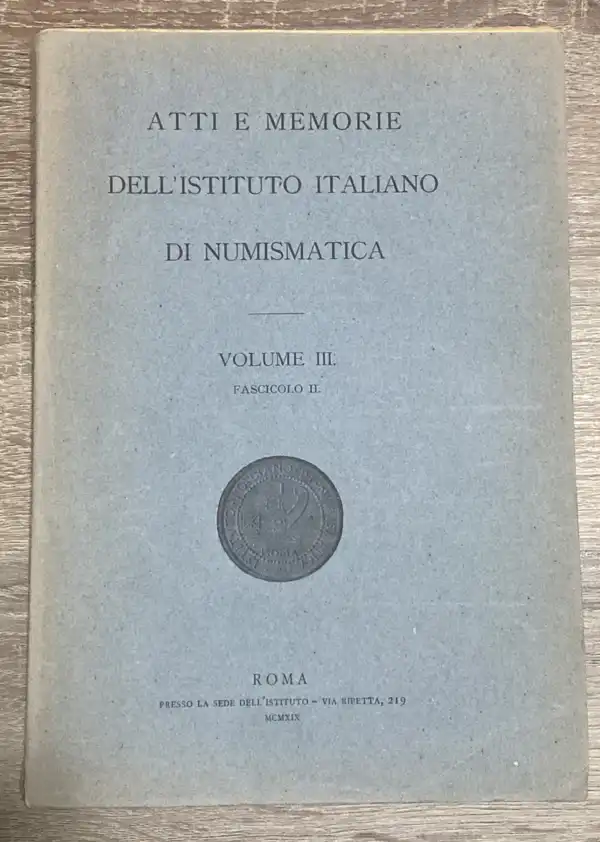 ATTI E MEMORIE
DELL'ISTITUTO ITALIANO
DI NUMISMATICA
VOLUME III.
FASCICOLO II.
ROMA
ROMA
PRESSO LA SEDE DELL'ISTITUTO – VIA RIPETTA, 219
MCMXIX